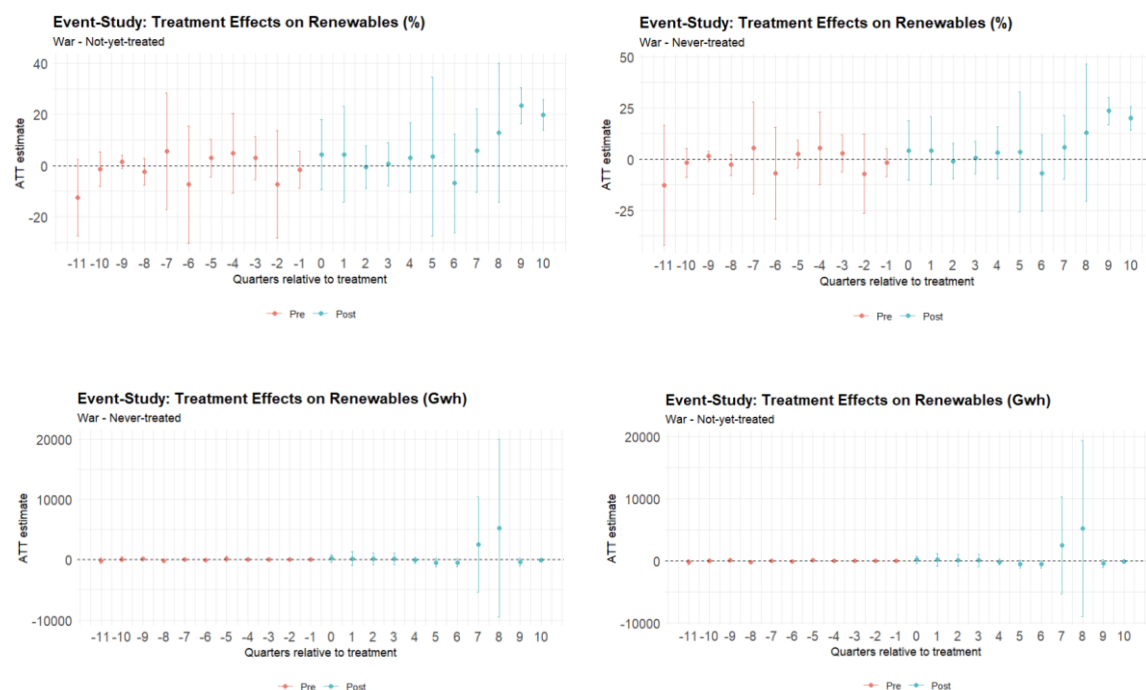 Event-Study: Treatment Effects on Renewables (%)
War - Not-yet-treated
ATT estimate
40
20
0
-20
-11 -10 -9 -8 -7 -6 -5 -4 -3 -2 -1 0 1 2 3 4 5 6 7 8 9 10
Quarters relative to treatment
Pre Post
Event-Study: Treatment Effects on Renewables (%)
War - Never-treated
ATT estimate
50
25
0
-25
-11 -10 -9 -8 -7 -6 -5 -4 -3 -2 -1 0 1 2 3 4 5 6 7 8 9 10
Quarters relative to treatment
Pre Post
Event-Study: Treatment Effects on Renewables (Gwh)
War - Never-treated
ATT estimate
20000
10000
0
-10000
-11 -10 -9 -8 -7 -6 -5 -4 -3 -2 -1 0 1 2 3 4 5 6 7 8 9 10
Quarters relative to treatment
Pre Post
Event-Study: Treatment Effects on Renewables (Gwh)
War - Not-yet-treated
ATT estimate
20000
10000
0
-10000
-11 -10 -9 -8 -7 -6 -5 -4 -3 -2 -1 0 1 2 3 4 5 6 7 8 9 10
Quarters relative to treatment
Pre Post